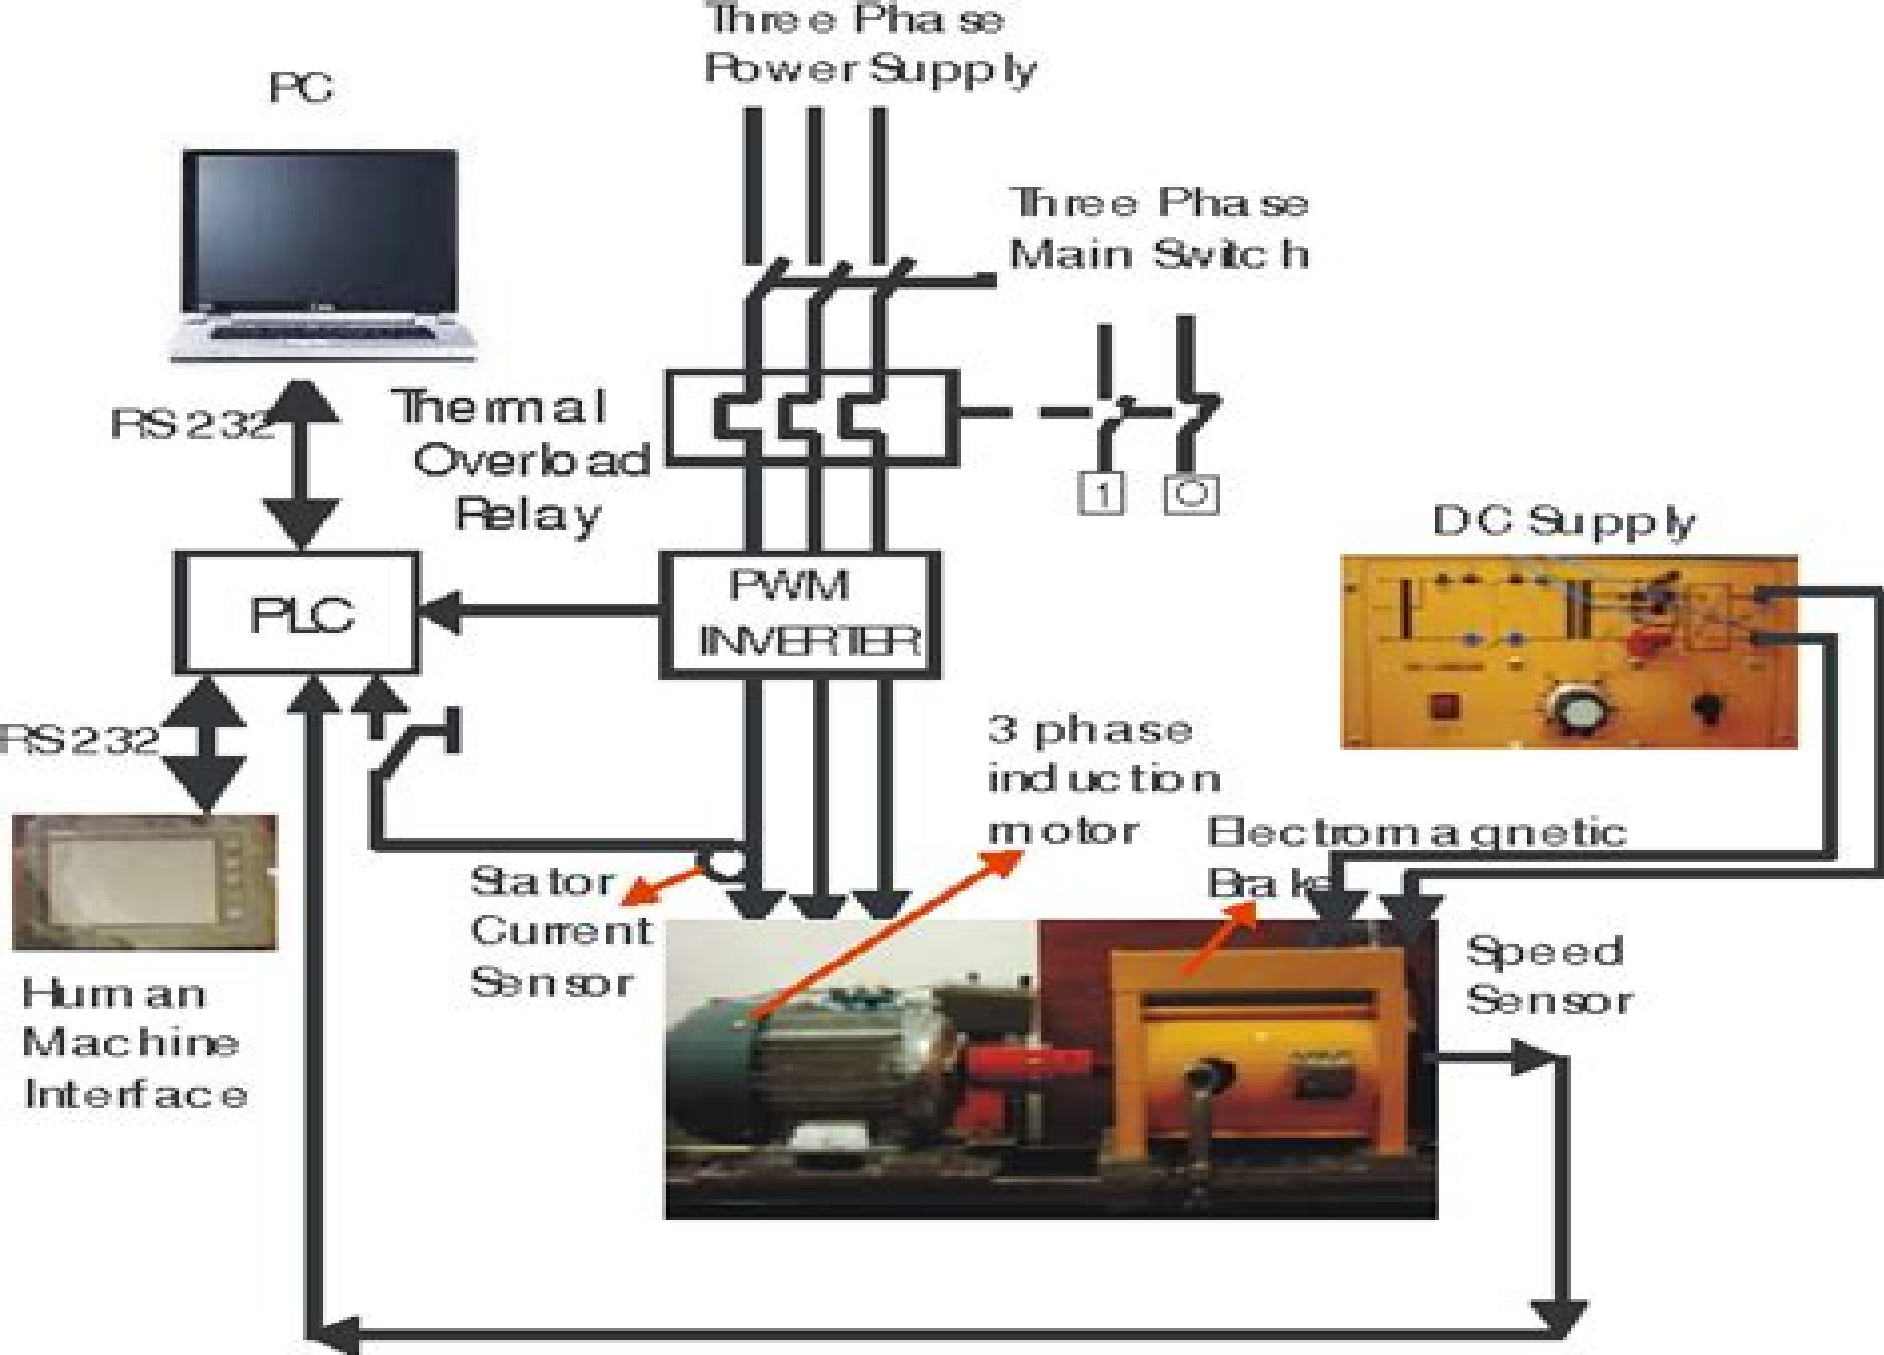 Three Phase
Power Supply
PC
Three Phase
Main Switch
RS232
Thermal
Overload
Relay
1
DC Supply
PLC
PWM
INVERTER
RS232
3 phase
induction
motor
Electromagnetic
Brake
Stator
Current
Sensor
Speed
Sensor
Human
Machine
Interface